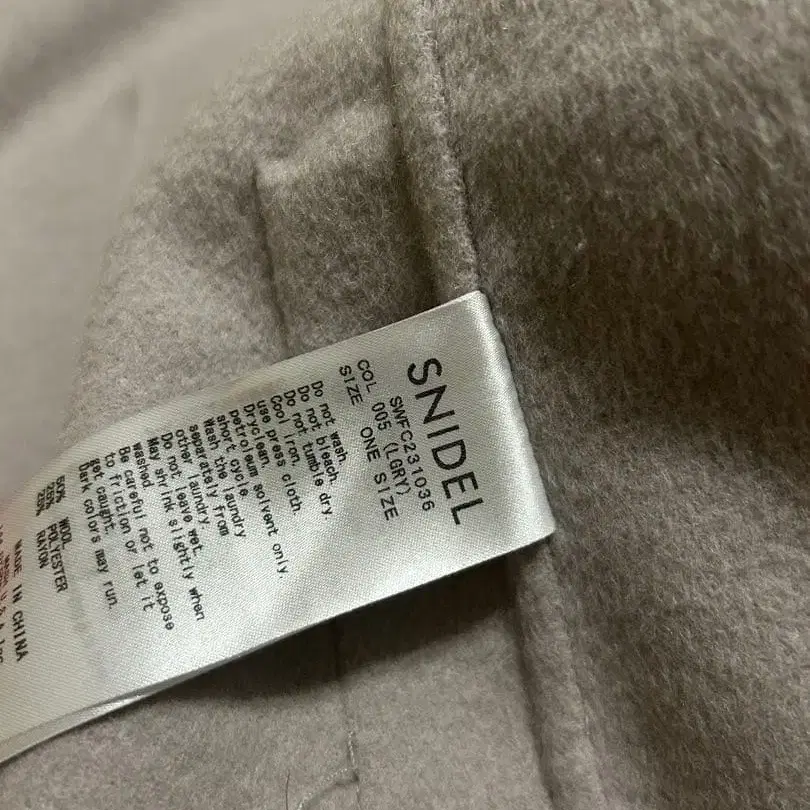 SNIDEL
SWFC231036
COL 005 (LGRY)
SIZE ONE SIZE
Do not wash.
Do not bleach.
Do not tumble dry.
Cool iron.
use press cloth.
Dryclean
petroleum solvent only.
short cycle.
Wash the laundry
separately from
other laundry.
Do not leave wet.
May shrink slightly when
washed.
Be careful not to expose
to friction or let it
get caught.
Dark colors may run.
50% WOOL
POLYESTER
RAYON
MADE IN CHINA
U.S.A. Inc